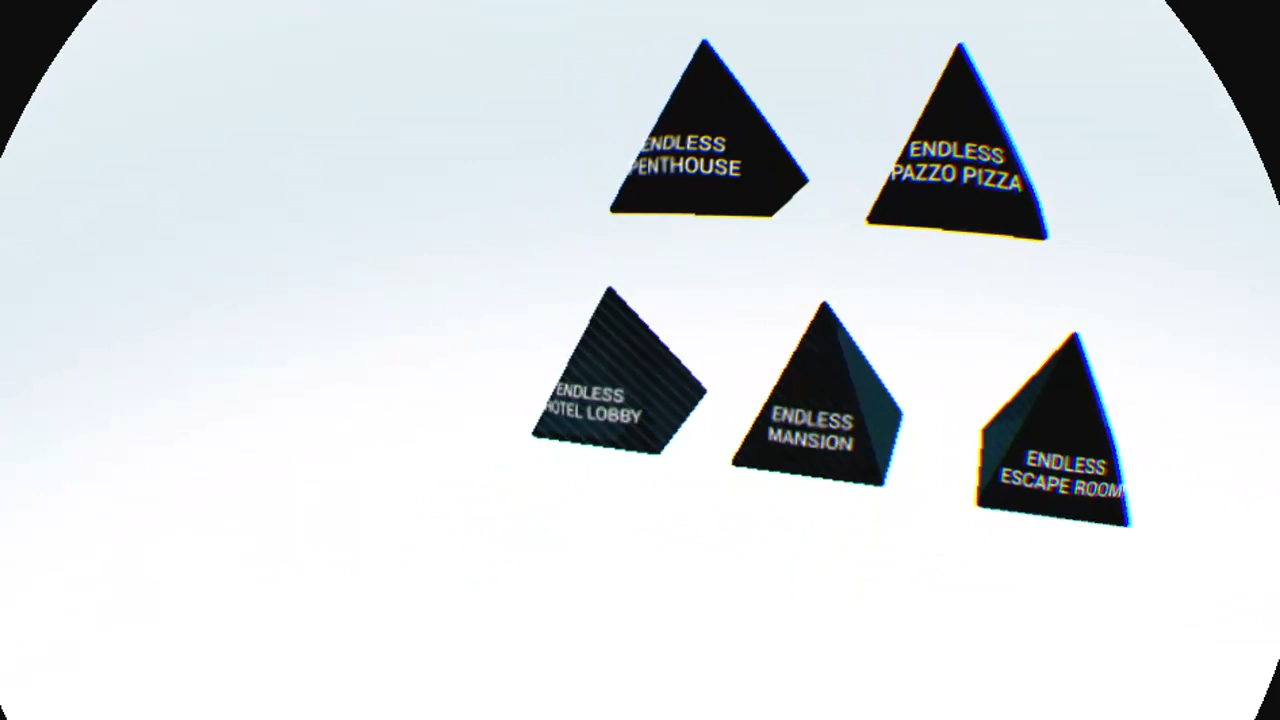 ENDLESS
PENTHOUSE
ENDLESS
PAZZO PIZZA
ENDLESS
HOTEL LOBBY
ENDLESS
MANSION
ENDLESS
ESCAPE ROOM